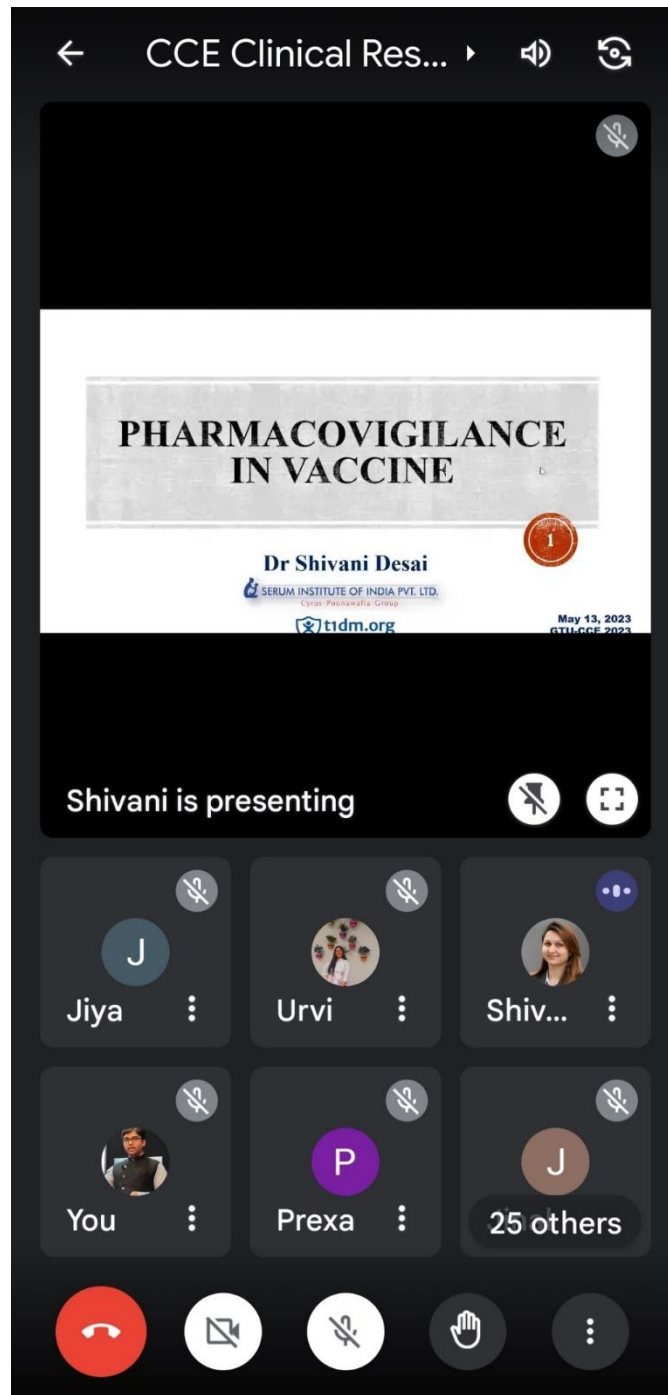 CCE Clinical Res...
PHARMACOVIGILANCE
IN VACCINE
1
Dr Shivani Desai
SERUM INSTITUTE OF INDIA PVT. LTD.
Cyrus Poonawalla Group
t1dm.org
May 13, 2023
GTU-CCE 2023
Shivani is presenting
J
Jiya
Urvi
Shiv...
You
P
Prexa
J
25 others